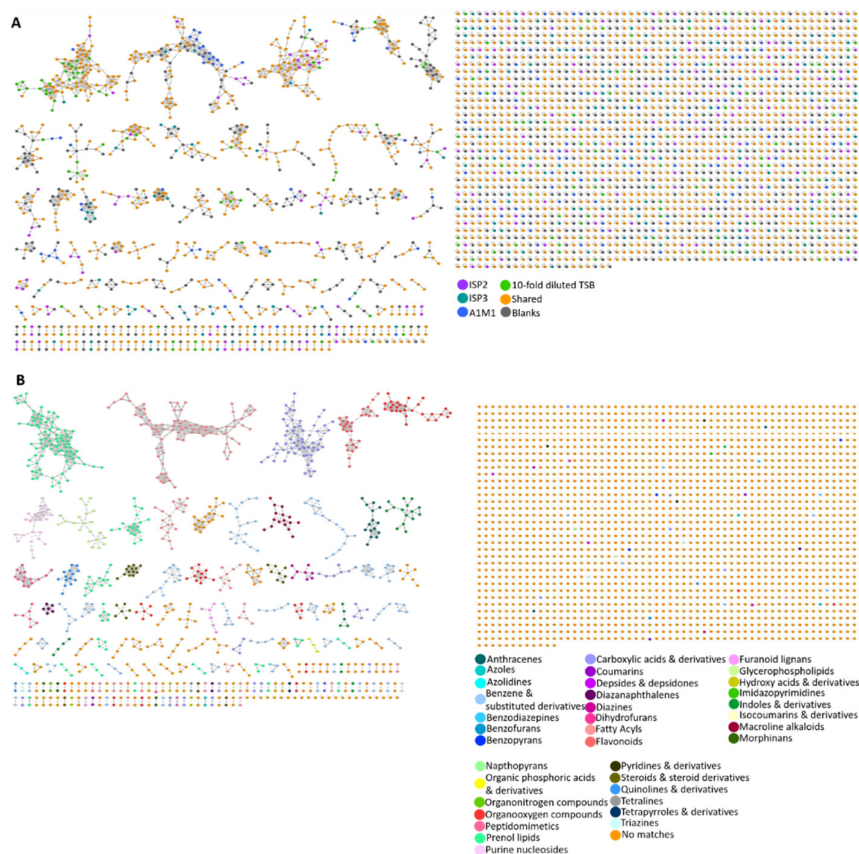 A
ISP2
10-fold diluted TSB
ISP3
Shared
A1M1
Blanks
B
Anthracenes
Azoles
Azolidines
Benzene &
substituted derivatives
Benzodiazepines
Benzofurans
Benzopyrans
Carboxylic acids & derivatives
Coumarins
Depsides & depsidones
Diazanaphthalenes
Diazines
Dihydrofurans
Fatty Acyls
Flavonoids
Furanoid lignans
Glycerophospholipids
Hydroxy acids & derivatives
Imidazopyrimidines
Indoles & derivatives
Isocoumarins & derivatives
Macroline alkaloids
Morphinans
Napthopyrans
Organic phosphoric acids
& derivatives
Organonitrogen compounds
Organooxygen compounds
Peptidomimetics
Prenol lipids
Purine nucleosides
Pyridines & derivatives
Steroids & steroid derivatives
Quinolines & derivatives
Tetralines
Tetrapyrroles & derivatives
Triazines
No matches